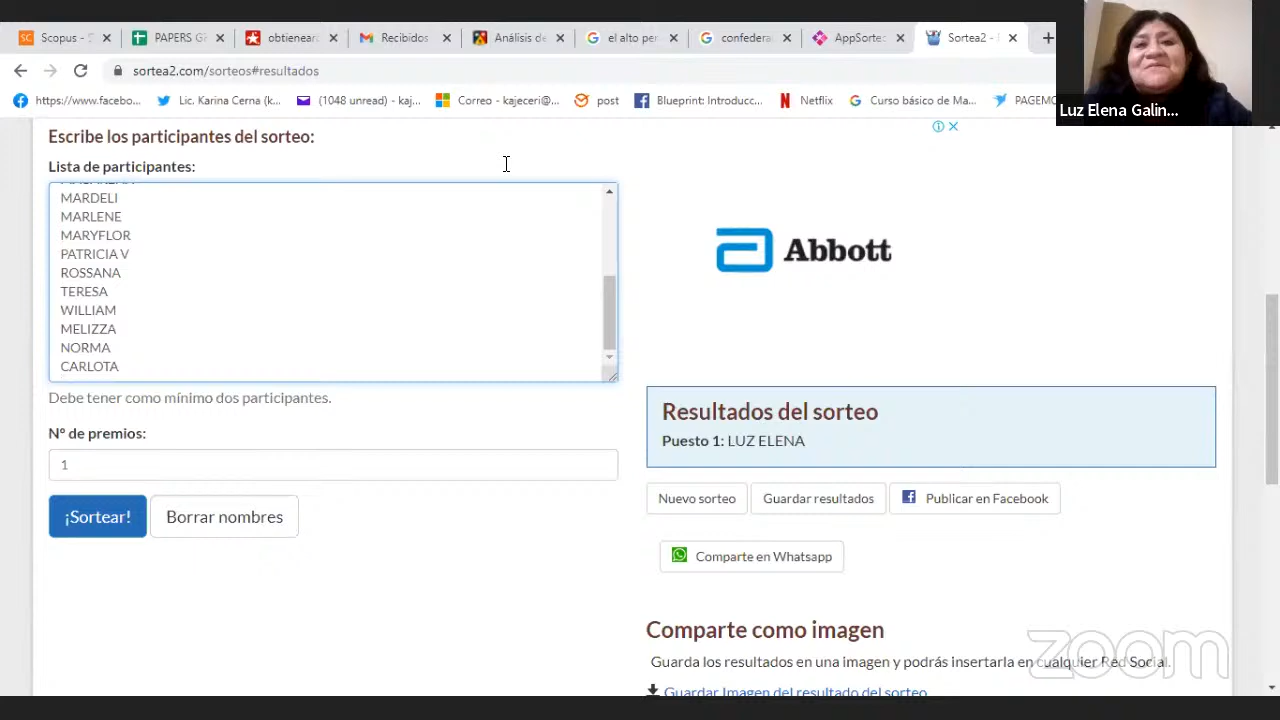 Scopus - S
PAPERS Ga
obtieneard
Recibidos
Análisis de
el alto per
confederac
AppSorteo
Sortea2 -
sortea2.com/sorteos#resultados
https://www.facebo...
Lic. Karina Cerna (k...
(1048 unread) - kaj...
Correo - kajeceri@...
post
Blueprint: Introducc...
Netflix
Curso básico de Ma...
PAGEMO
Luz Elena Galin...
Escribe los participantes del sorteo:
Lista de participantes:
MARDELI
MARLENE
MARYFLOR
PATRICIA V
ROSSANA
TERESA
WILLIAM
MELIZZA
NORMA
CARLOTA
Debe tener como mínimo dos participantes.
N° de premios:
1
¡Sortear!
Borrar nombres
Abbott
Resultados del sorteo
Puesto 1: LUZ ELENA
Nuevo sorteo
Guardar resultados
Publicar en Facebook
Comparte en Whatsapp
Comparte como imagen
Guarda los resultados en una imagen y podrás insertarla en cualquier Red Social.
Guardar Imagen del resultado del sorteo
zoom